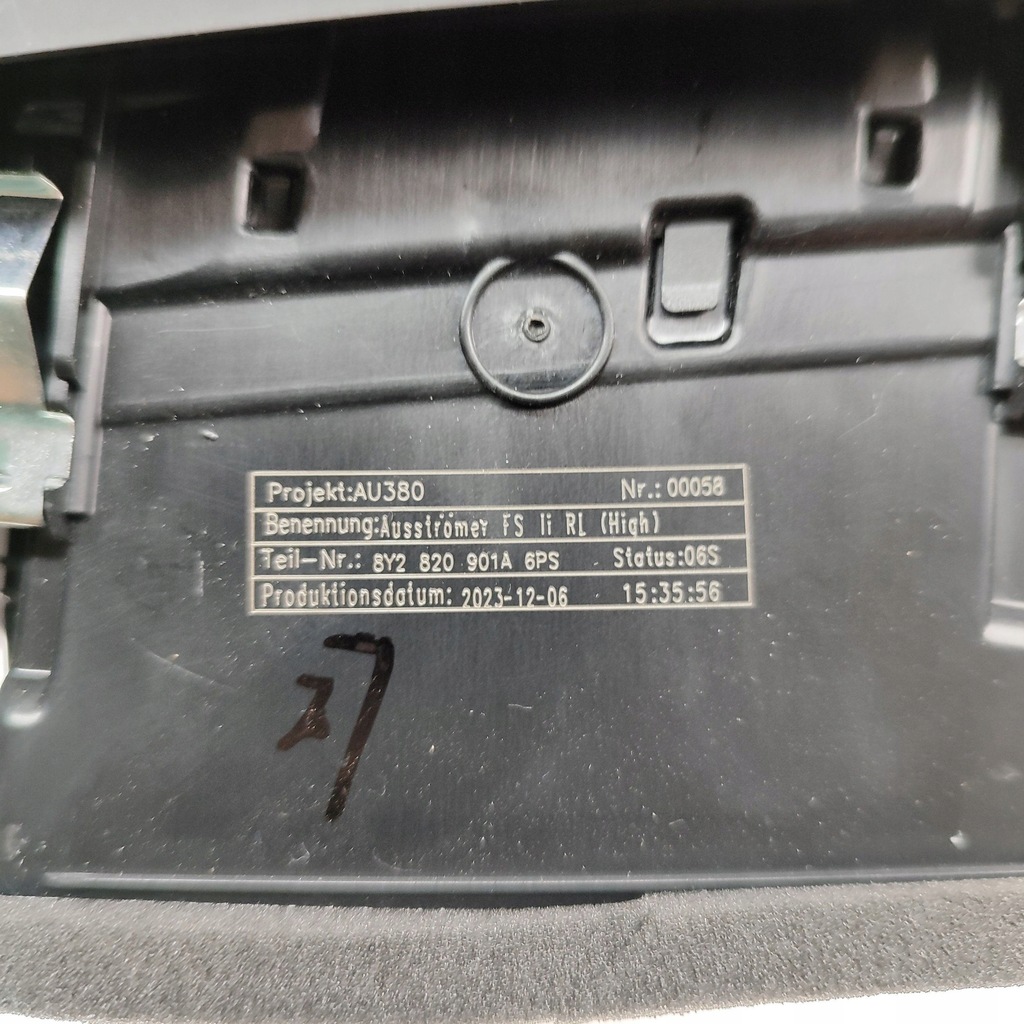 Projekt:AU380 Nr.: 00058
Benennung:Ausströmer FS li RL (High)
Teil-Nr.: 8Y2 820 901A 6PS Status:06S
Produktionsdatum: 2023-12-06 15:35:56
27